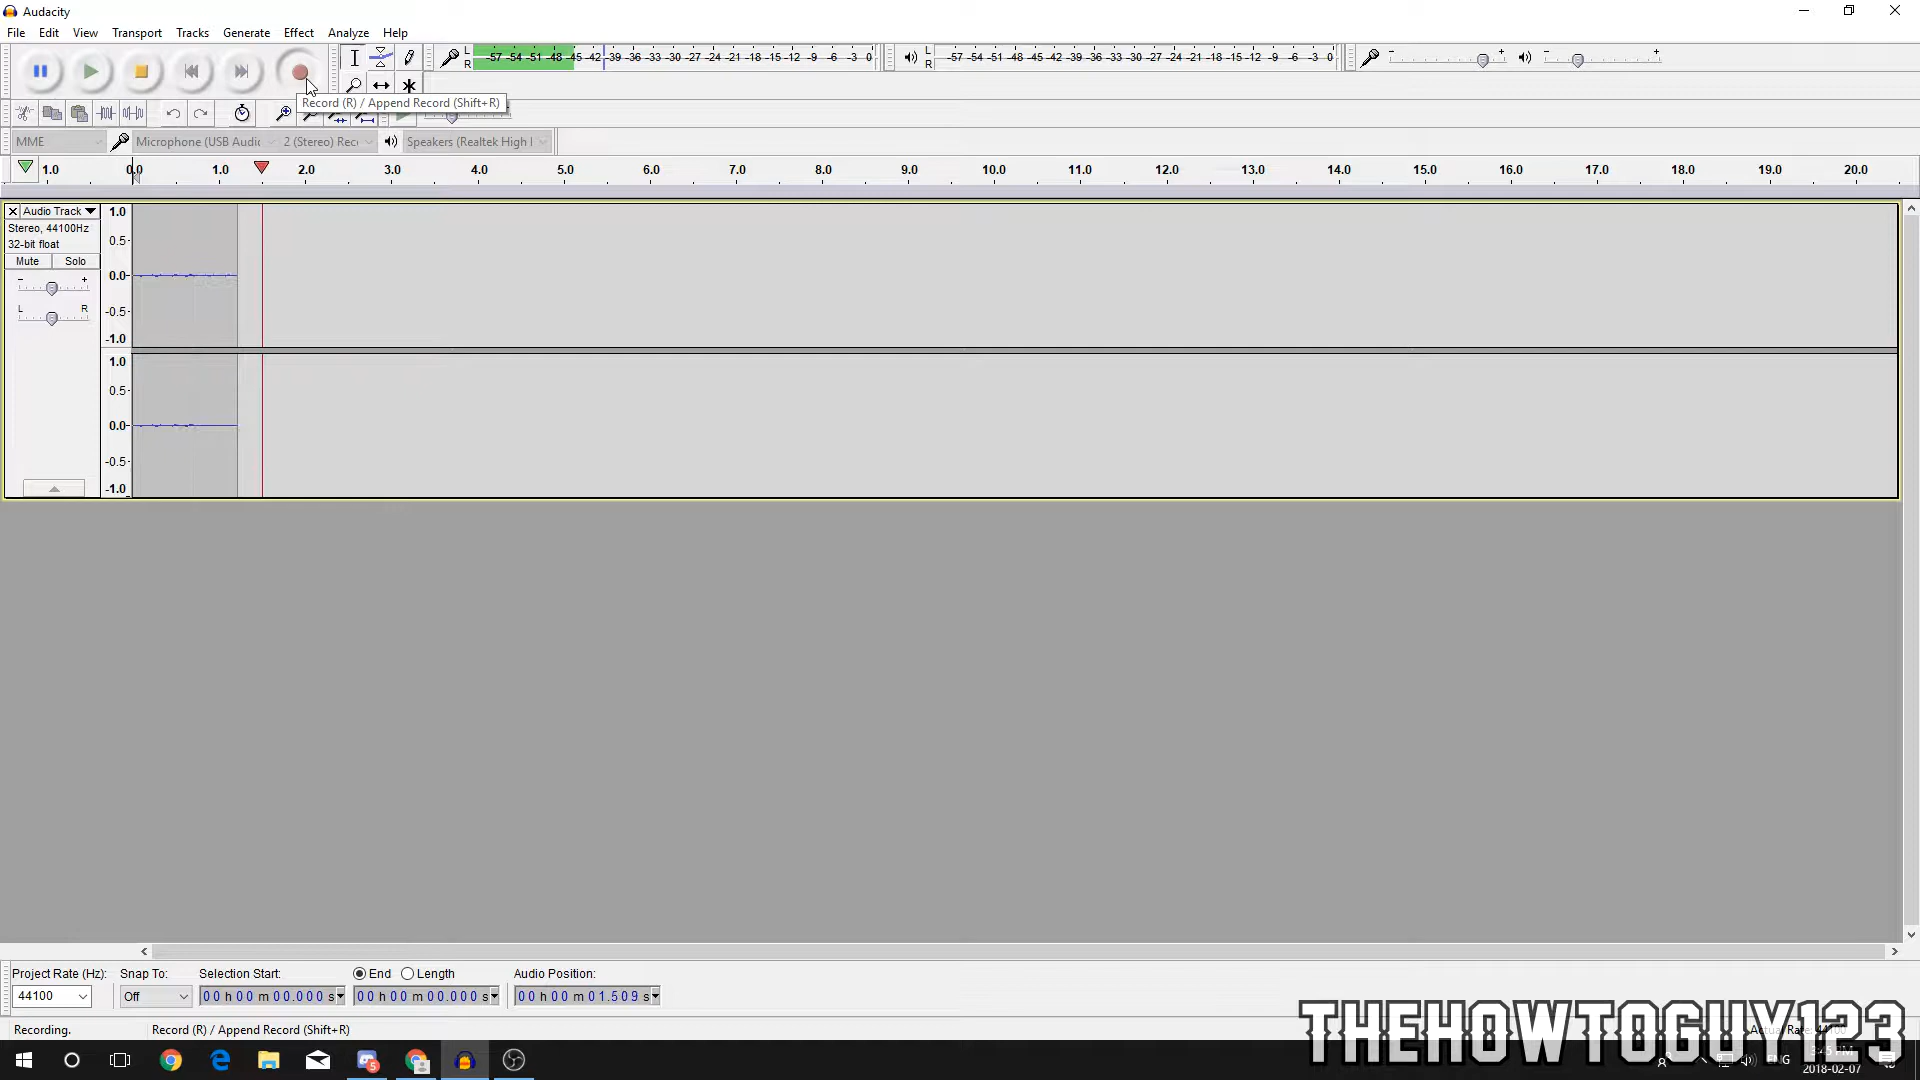 Audacity
File Edit View Transport Tracks Generate Effect Analyze Help
L R -57 -54 -51 -48 -45 -42 -39 -36 -33 -30 -27 -24 -21 -18 -15 -12 -9 -6 -3 0 L R -57 -54 -51 -48 -45 -42 -39 -36 -33 -30 -27 -24 -21 -18 -15 -12 -9 -6 -3 0 - + - +
Record (R) / Append Record (Shift+R)
MME Microphone (USB Audic 2 (Stereo) Rec Speakers (Realtek High I
1.0 0.0 1.0 2.0 3.0 4.0 5.0 6.0 7.0 8.0 9.0 10.0 11.0 12.0 13.0 14.0 15.0 16.0 17.0 18.0 19.0 20.0
Audio Track
Stereo, 44100Hz
32-bit float
Mute Solo
- +
L R
1.0
0.5
0.0
-0.5
-1.0
1.0
0.5
0.0
-0.5
-1.0
Project Rate (Hz): Snap To: Selection Start: End Length Audio Position:
44100 Off 00 h 00 m 00.000 s 00 h 00 m 00.000 s 00 h 00 m 01.509 s
Recording. Record (R) / Append Record (Shift+R)
THEHOWTOGUY123
ENG
2018-02-07